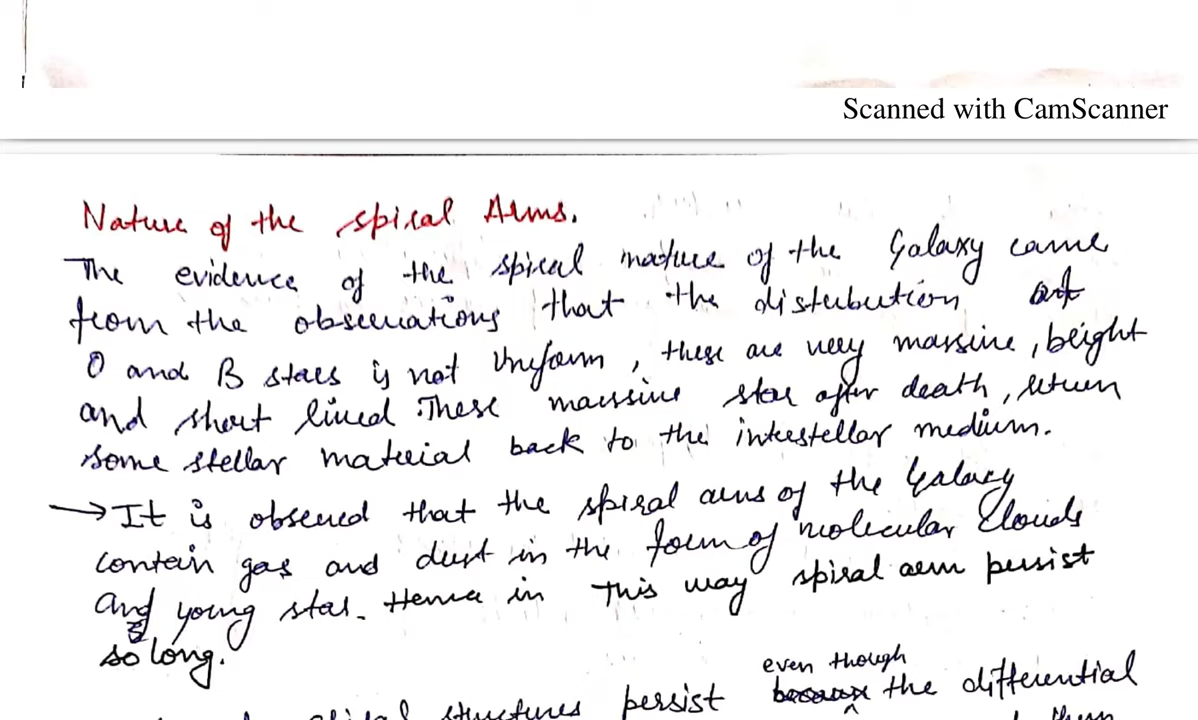 Scanned with CamScanner
Nature of the spiral Arms.
The evidence of the spiral nature of the Galaxy came
from the observations that the distribution of
O and B stars is not Uniform, these are very massive, bright
and short lived. These massive star after death, return
some stellar material back to the interstellar medium.
→ It is observed that the spiral arms of the Galaxy
contain gas and dust in the form of molecular Clouds
and young star. Hence in this way spiral arm persist
so long.
even though
structures persist the differential